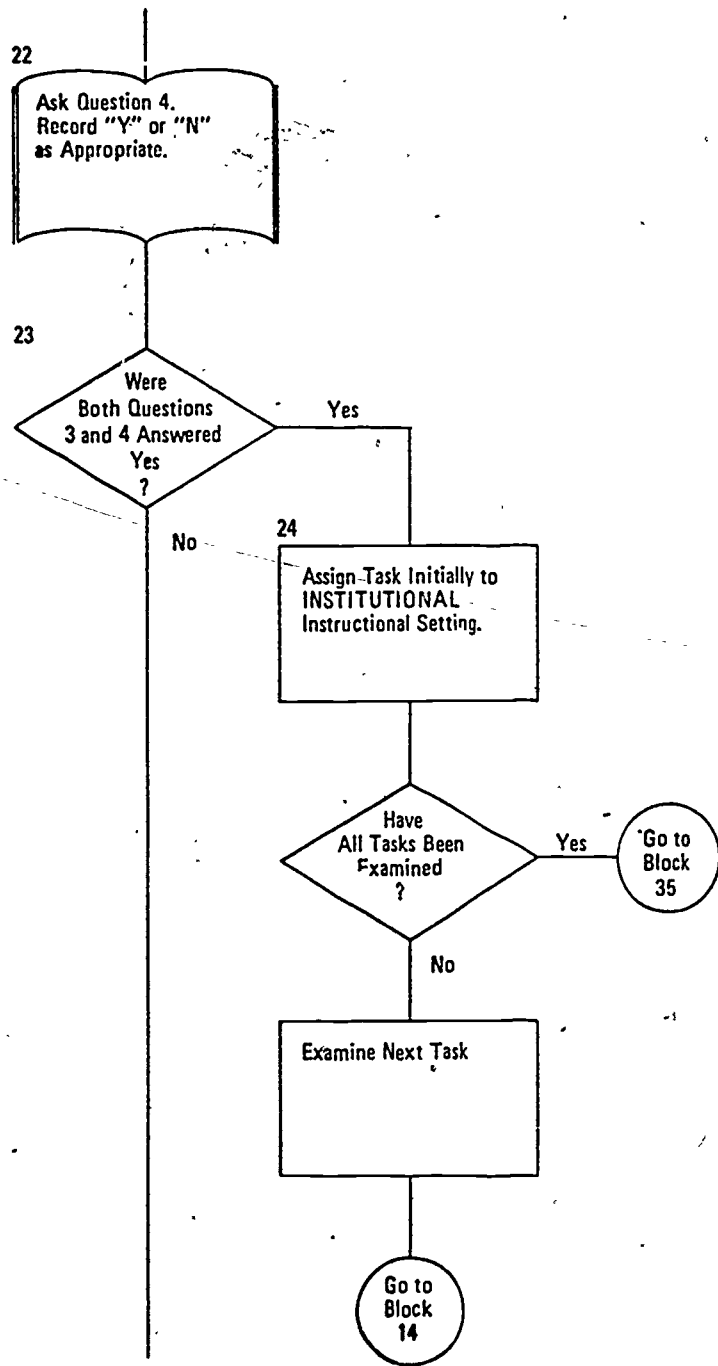 22
Ask Question 4.
Record "Y" or "N"
as Appropriate.
23
Were
Both Questions
3 and 4 Answered
Yes
?
Yes
No
24
Assign Task Initially to
INSTITUTIONAL
Instructional Setting.
Have
All Tasks Been
Examined
?
Yes
Go to
Block
35
No
Examine Next Task
Go to
Block
14